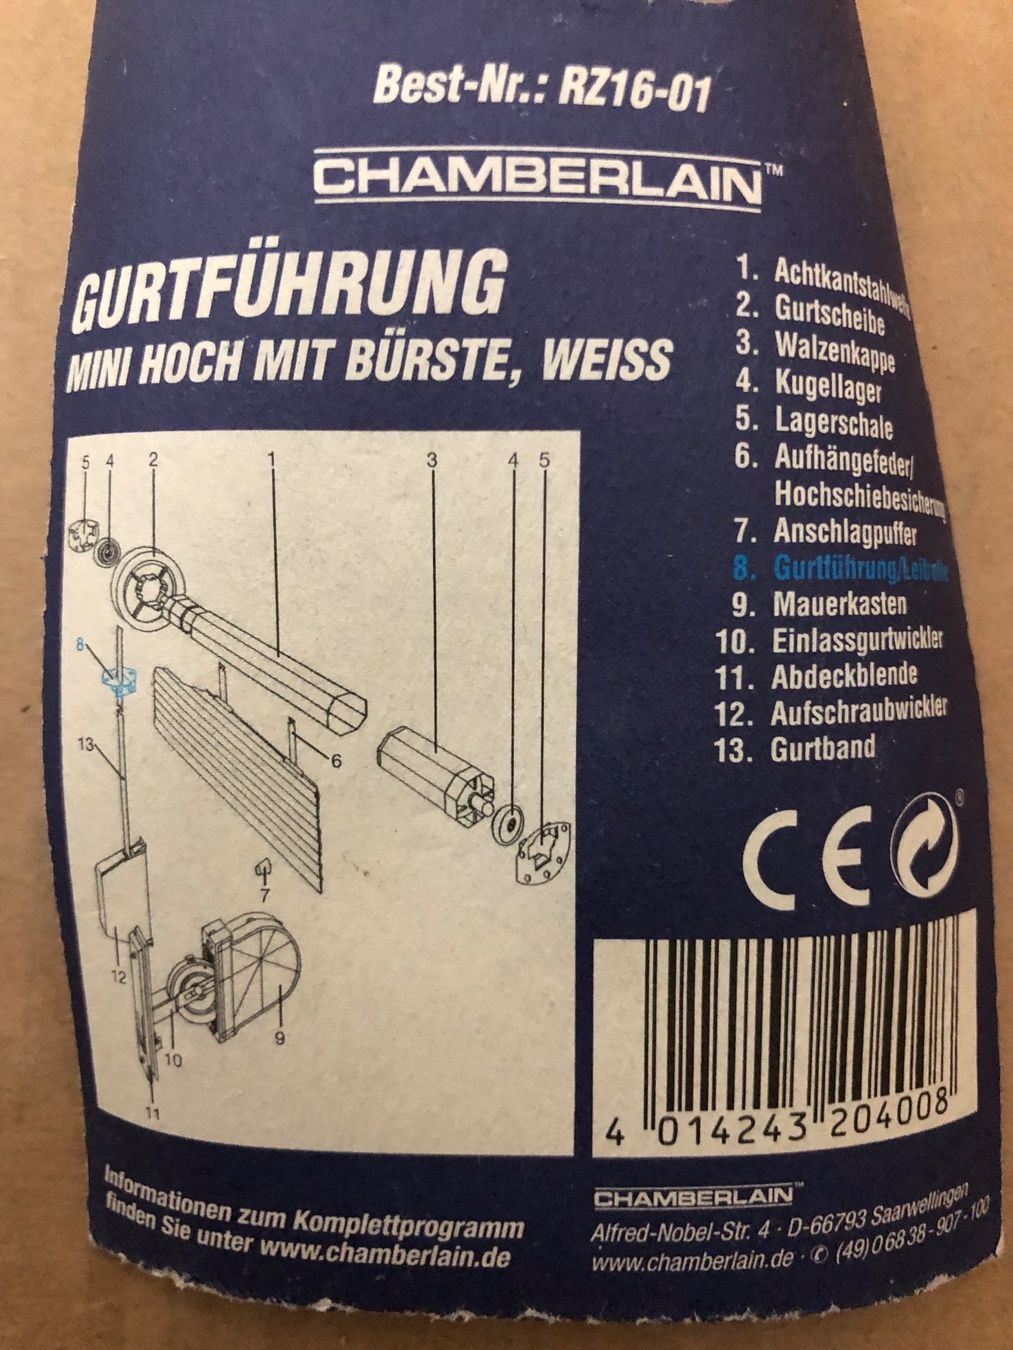 Best-Nr.: RZ16-01
CHAMBERLAIN™
GURTFÜHRUNG
MINI HOCH MIT BÜRSTE, WEISS
1. Achtkantstahlwelle
2. Gurtscheibe
3. Walzenkappe
4. Kugellager
5. Lagerschale
6. Aufhängefeder/
Hochschiebesicherung
7. Anschlagpuffer
8. Gurtführung/Leitrolle
9. Mauerkasten
10. Einlassgurtwickler
11. Abdeckblende
12. Aufschraubwickler
13. Gurtband
5 4 2 1 3 4 5
8
13
6
7
12
10
9
11
CE ®
4 014243 204008
Informationen zum Komplettprogramm
finden Sie unter www.chamberlain.de
CHAMBERLAIN™
Alfred-Nobel-Str. 4 · D-66793 Saarwellingen
www.chamberlain.de · ✆ (49) 0 68 38 - 907 - 100